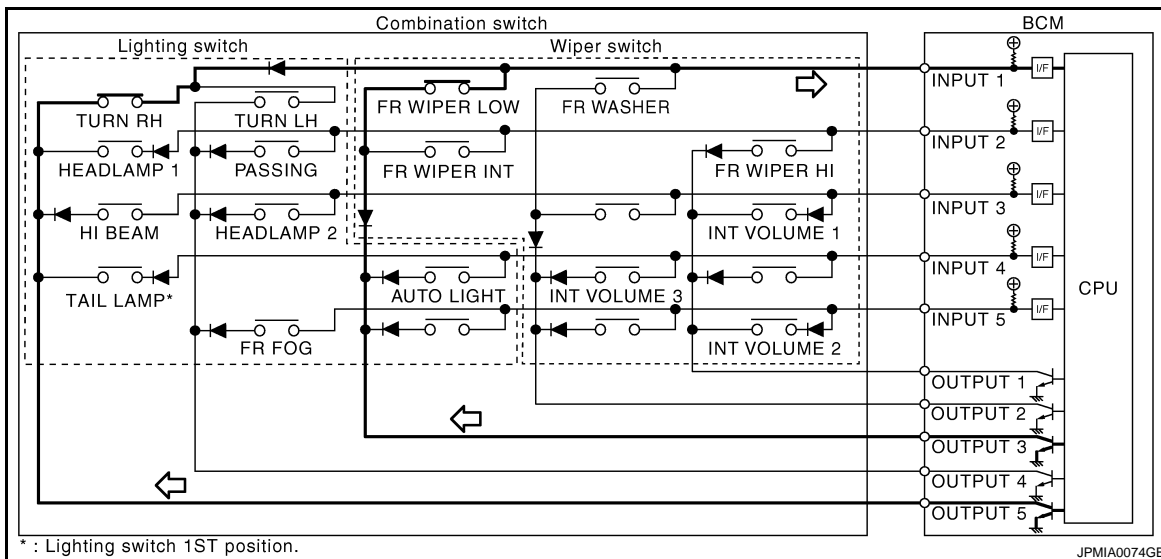 Combination switch
BCM
Lighting switch
Wiper switch
INPUT 1
I/F
TURN RH
TURN LH
FR WIPER LOW
FR WASHER
INPUT 2
I/F
HEADLAMP 1
PASSING
FR WIPER INT
FR WIPER HI
INPUT 3
I/F
HI BEAM
HEADLAMP 2
INT VOLUME 1
INPUT 4
I/F
TAIL LAMP*
AUTO LIGHT
INT VOLUME 3
CPU
INPUT 5
I/F
FR FOG
INT VOLUME 2
OUTPUT 1
OUTPUT 2
OUTPUT 3
OUTPUT 4
OUTPUT 5
* : Lighting switch 1ST position.
JPMIA0074GB